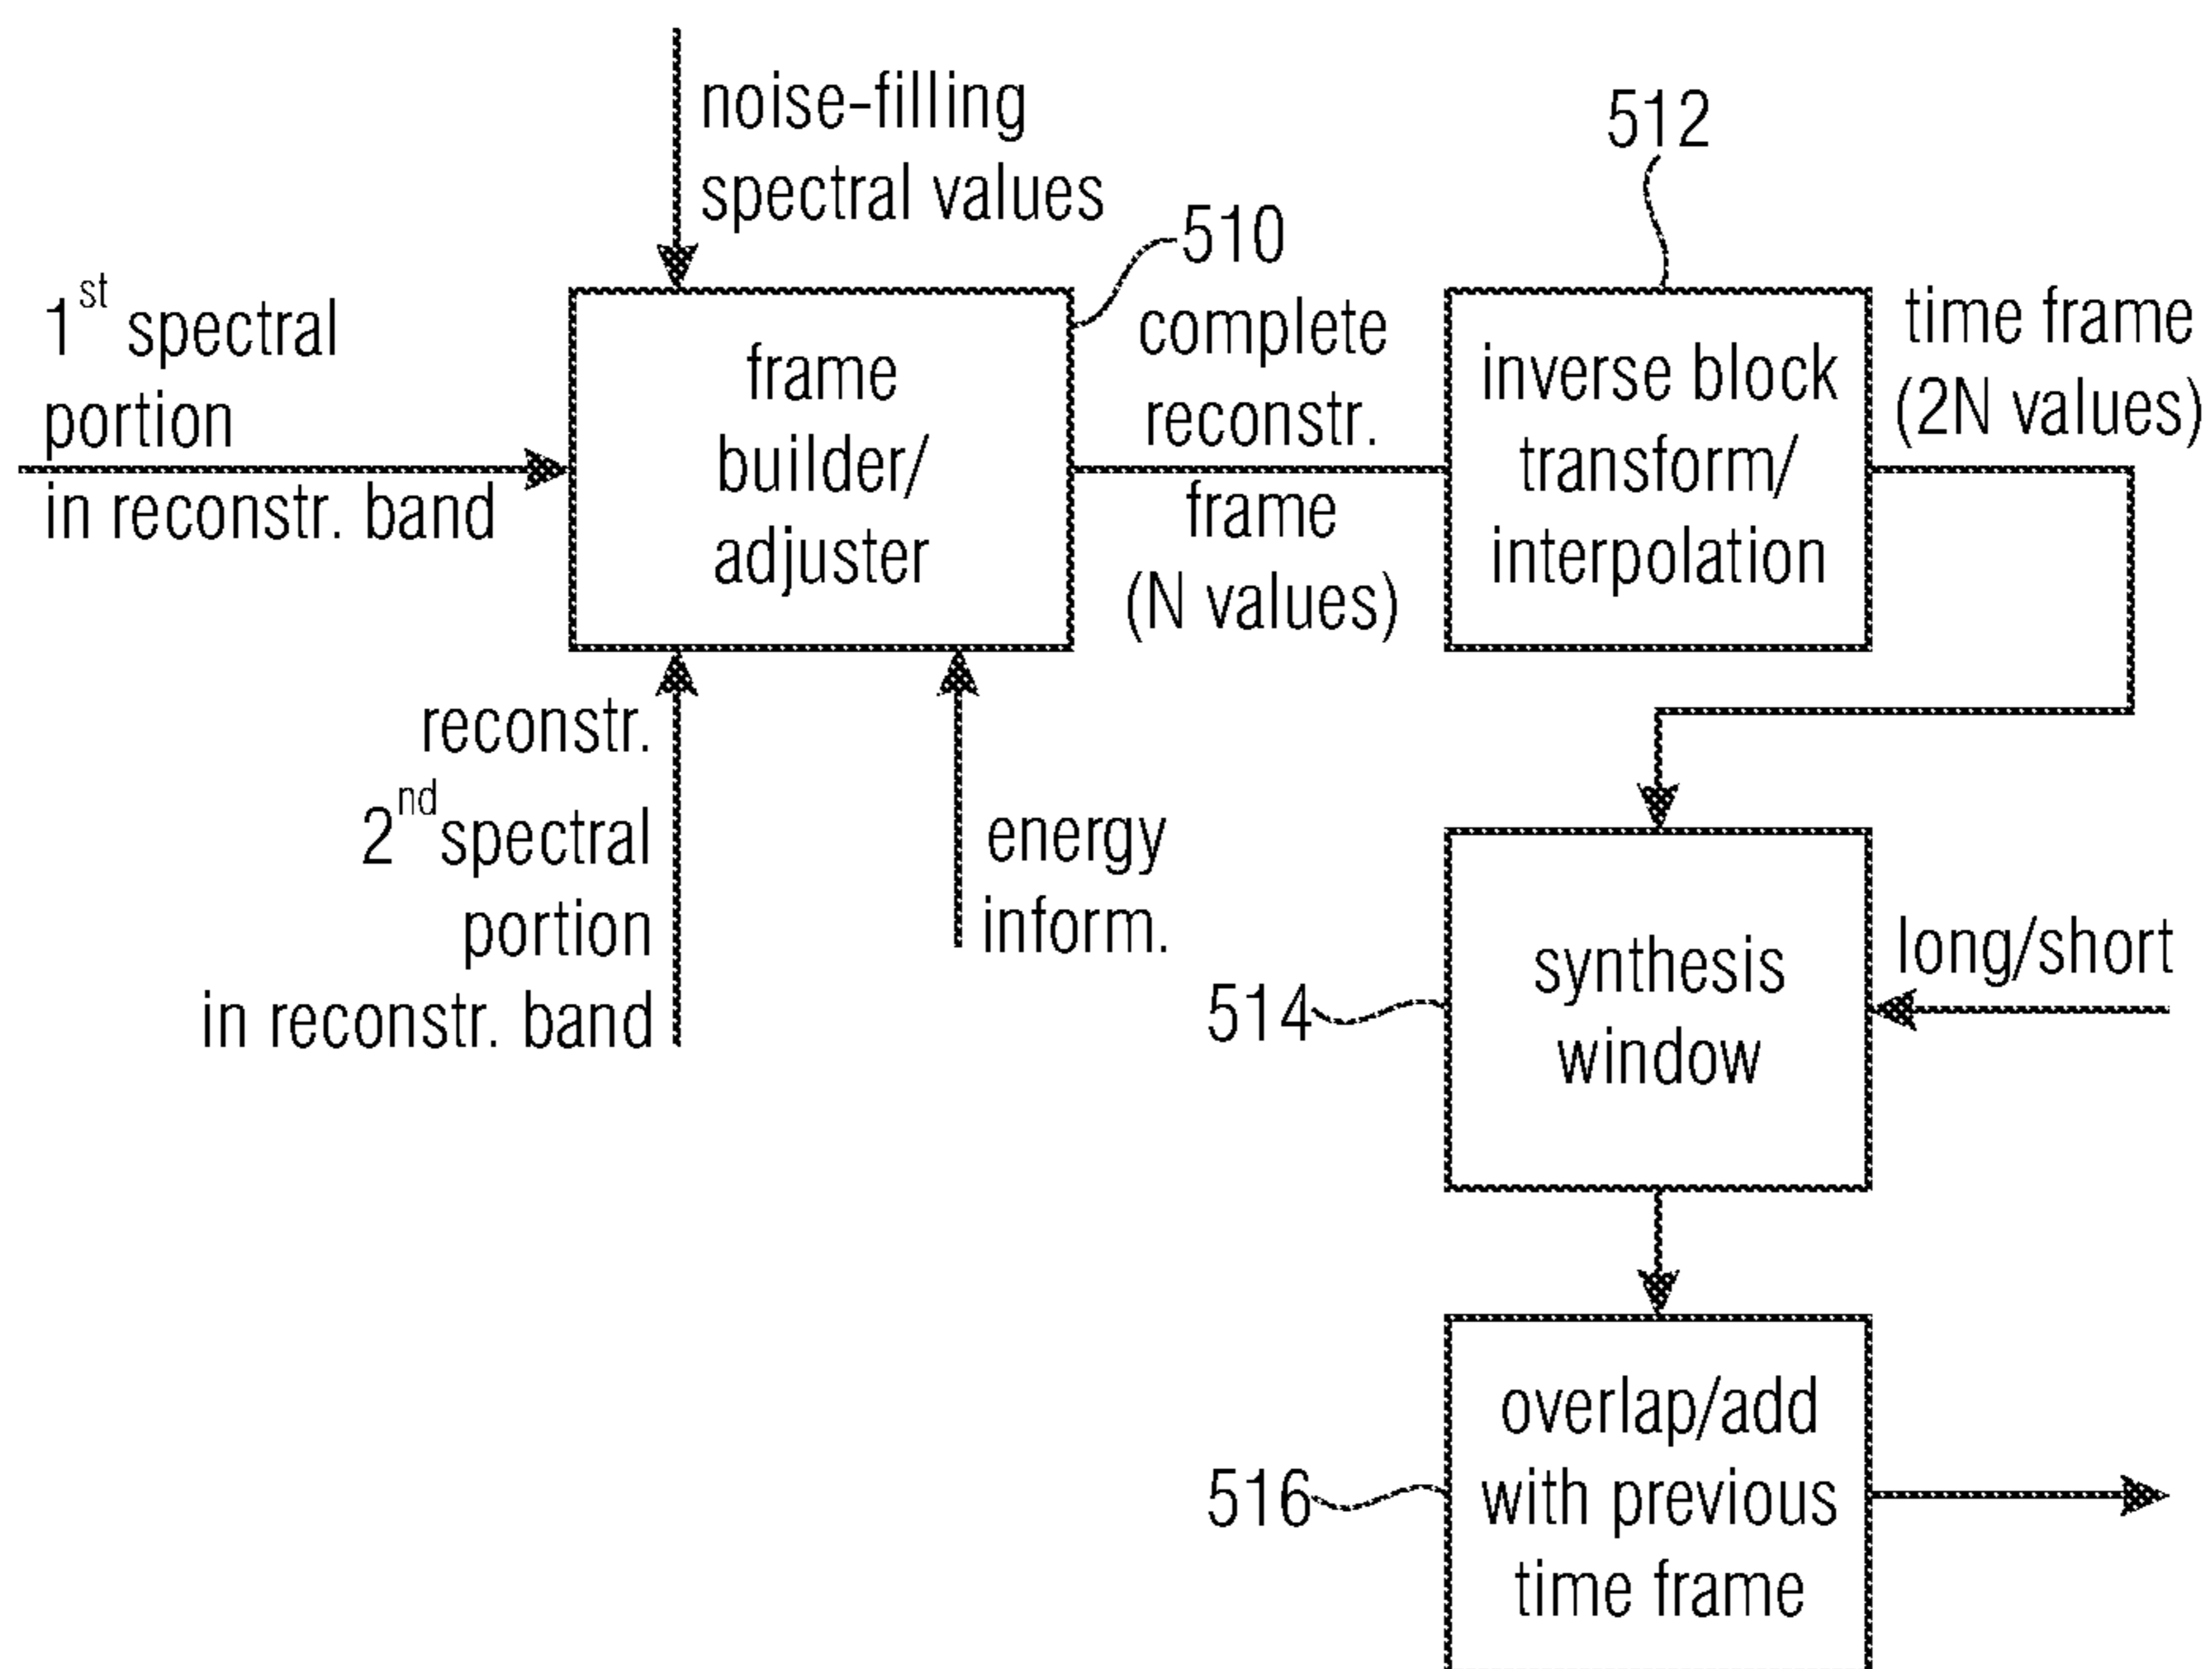 noise-filling
spectral values
512
510
1st spectral
portion
in reconstr. band
frame
builder/
adjuster
complete
reconstr.
frame
(N values)
inverse block
transform/
interpolation
time frame
(2N values)
reconstr.
2nd spectral
portion
in reconstr. band
energy
inform.
514
synthesis
window
long/short
516
overlap/add
with previous
time frame